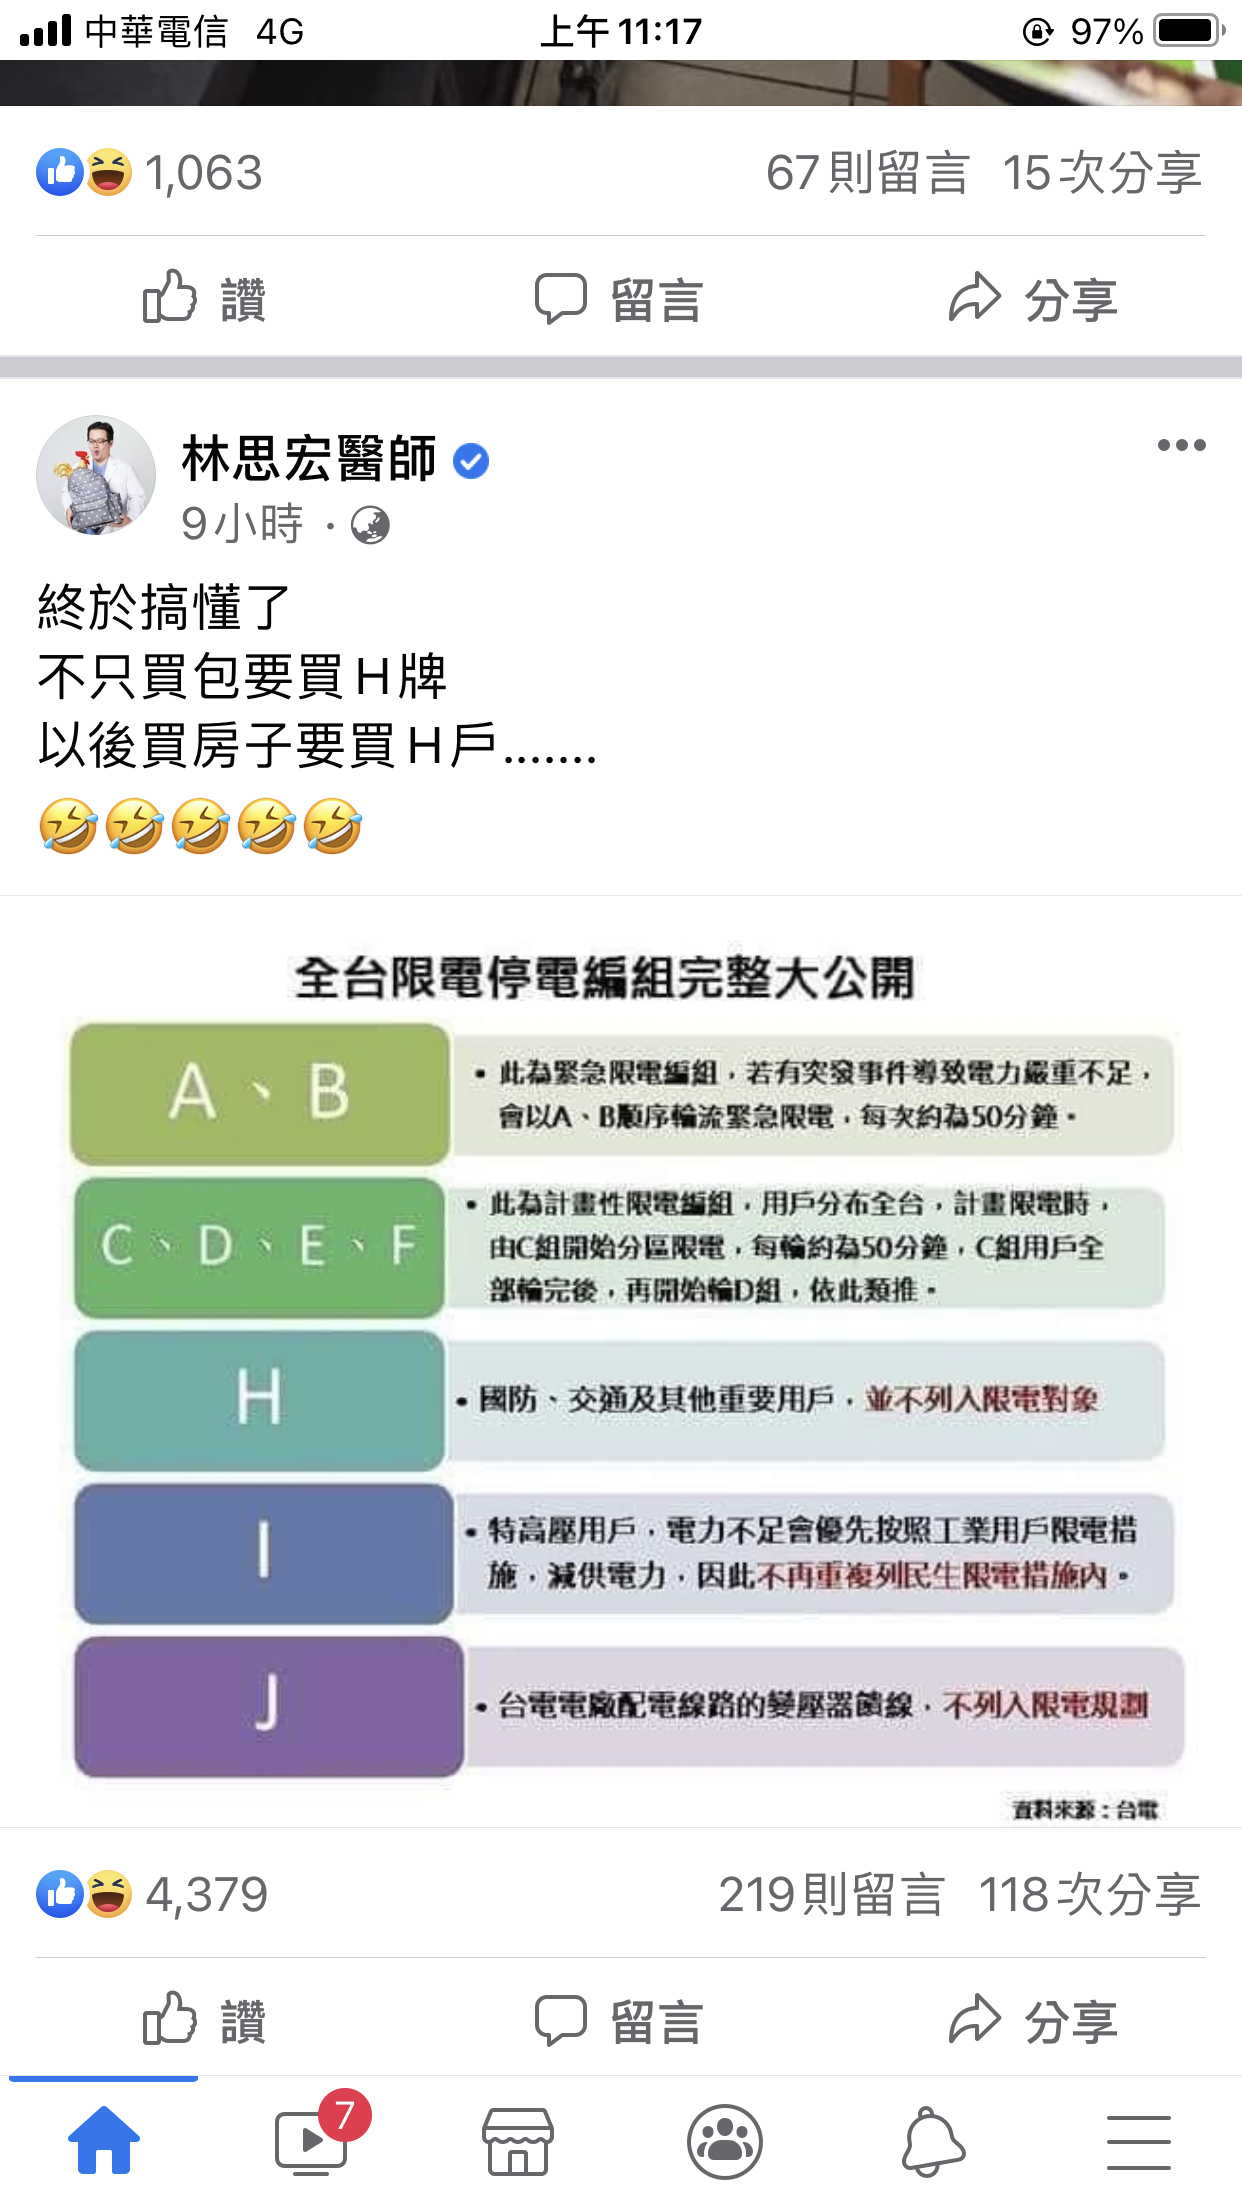 中華電信 4G 上午11:17 97%
1,063 67則留言 15次分享
讚 留言 分享
林思宏醫師
9小時 ·
終於搞懂了
不只買包要買H牌
以後買房子要買H戶.......
🤣🤣🤣🤣🤣
全台限電停電編組完整大公開
A、B
• 此為緊急限電編組，若有突發事件導致電力嚴重不足，
會以A、B順序輪流緊急限電，每次約為50分鐘。
C、D、E、F
• 此為計畫性限電編組，用戶分布全台，計畫限電時，
由C組開始分區限電，每輪約為50分鐘，C組用戶全
部輪完後，再開始輪D組，依此類推。
H
• 國防、交通及其他重要用戶，並不列入限電對象
I
• 特高壓用戶，電力不足會優先按照工業用戶限電措
施，減供電力，因此不再重複列民生限電措施內。
J
• 台電電廠配電線路的變壓器饋線，不列入限電規劃
資料來源：台電
4,379 219則留言 118次分享
讚 留言 分享
7